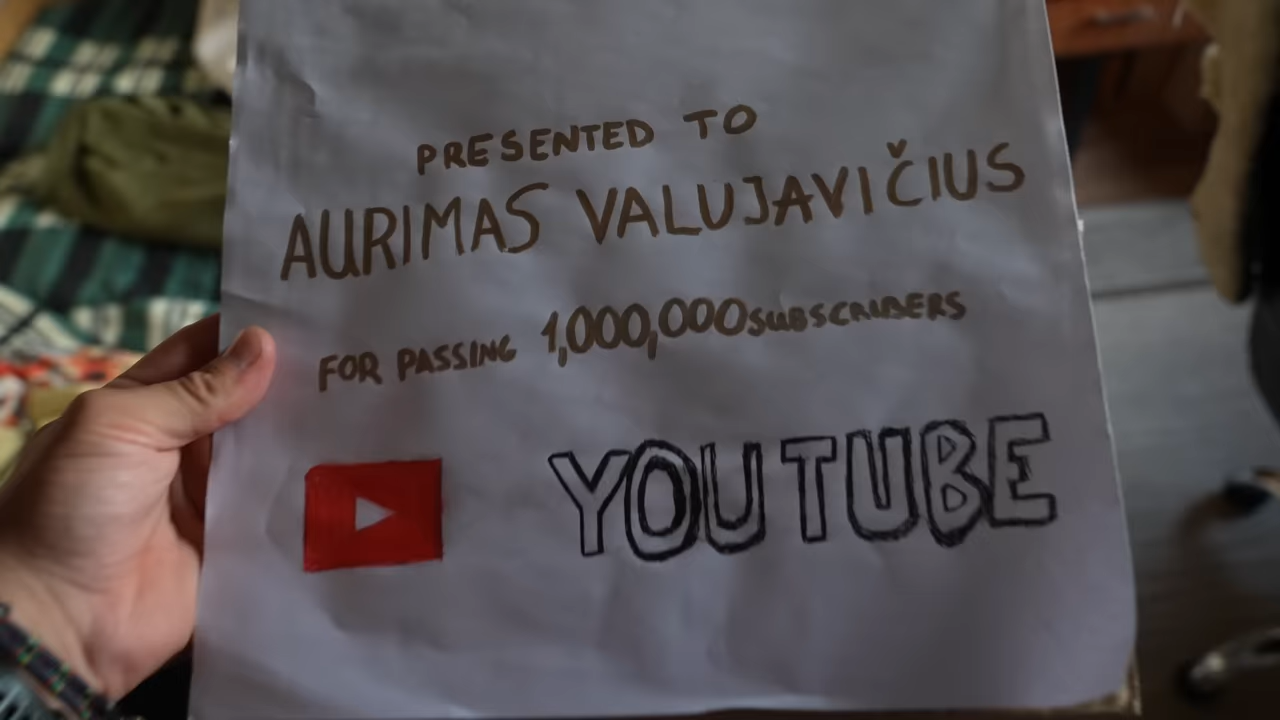 PRESENTED TO
AURIMAS VALUJAVIČIUS
FOR PASSING 1,000,000 SUBSCRIBERS
YOUTUBE